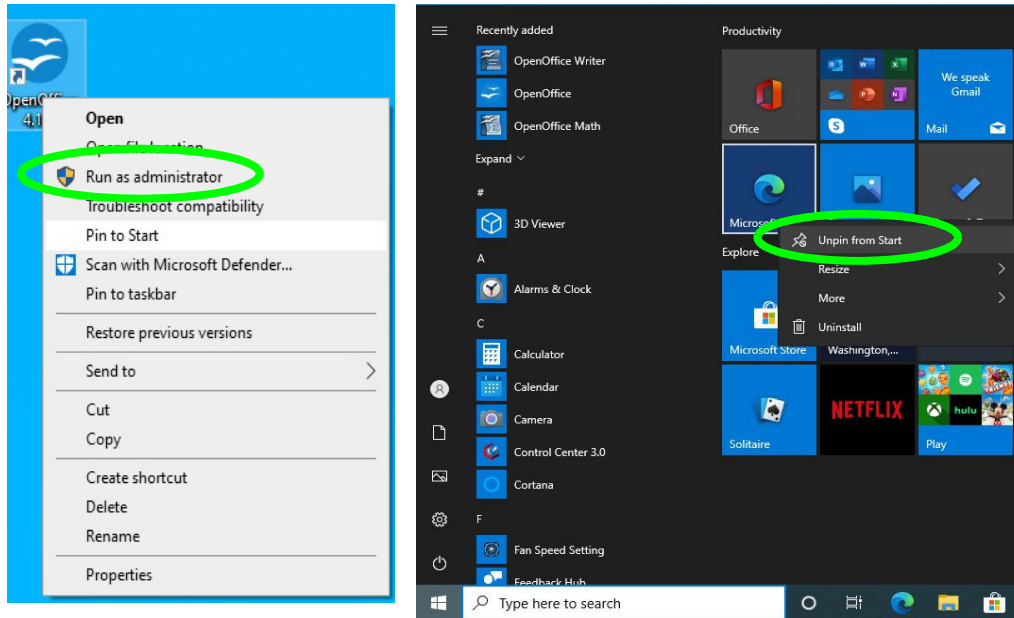 Open
Open file location
Run as administrator
Troubleshoot compatibility
Pin to Start
Scan with Microsoft Defender...
Pin to taskbar
Restore previous versions
Send to
Cut
Copy
Create shortcut
Delete
Rename
Properties
Recently added
OpenOffice Writer
OpenOffice
OpenOffice Math
Expand
#
3D Viewer
A
Alarms & Clock
C
Calculator
Calendar
Camera
Control Center 3.0
Cortana
F
Fan Speed Setting
Feedback Hub
Type here to search
Productivity
Office
We speak
Gmail
Mail
Explore
Unpin from Start
Resize
More
Uninstall
Microsoft Store
Washington,...
Solitaire
NETFLIX
hulu
Play